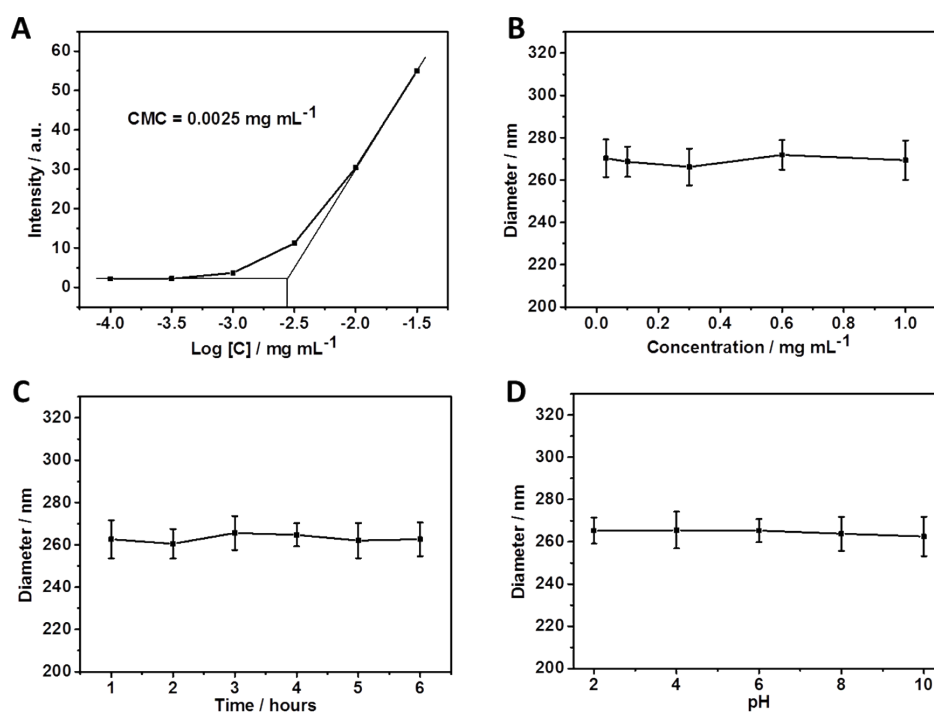 A
60
50
40
30
20
10
0
Intensity / a.u.
CMC = 0.0025 mg mL⁻¹
-4.0 -3.5 -3.0 -2.5 -2.0 -1.5
Log [C] / mg mL⁻¹
B
320
300
280
260
240
220
200
Diameter / nm
0.0 0.2 0.4 0.6 0.8 1.0
Concentration / mg mL⁻¹
C
320
300
280
260
240
220
200
Diameter / nm
1 2 3 4 5 6
Time / hours
D
320
300
280
260
240
220
200
Diameter / nm
2 4 6 8 10
pH